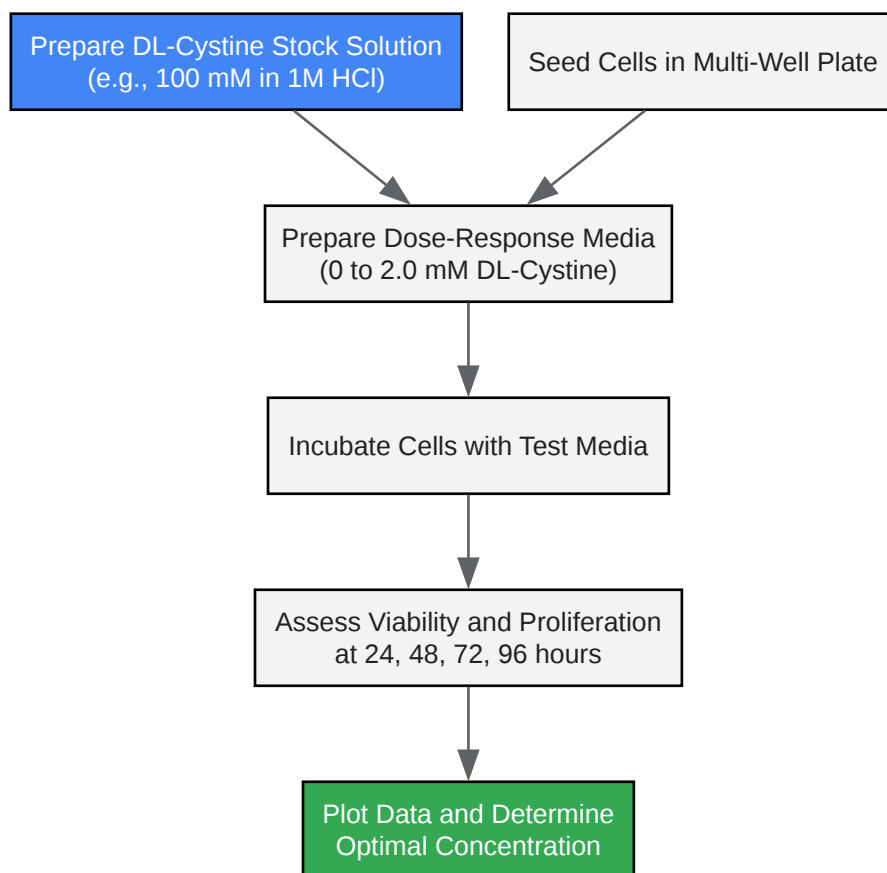 Prepare DL-Cystine Stock Solution
(e.g., 100 mM in 1M HCl)
Seed Cells in Multi-Well Plate
Prepare Dose-Response Media
(0 to 2.0 mM DL-Cystine)
Incubate Cells with Test Media
Assess Viability and Proliferation
at 24, 48, 72, 96 hours
Plot Data and Determine
Optimal Concentration